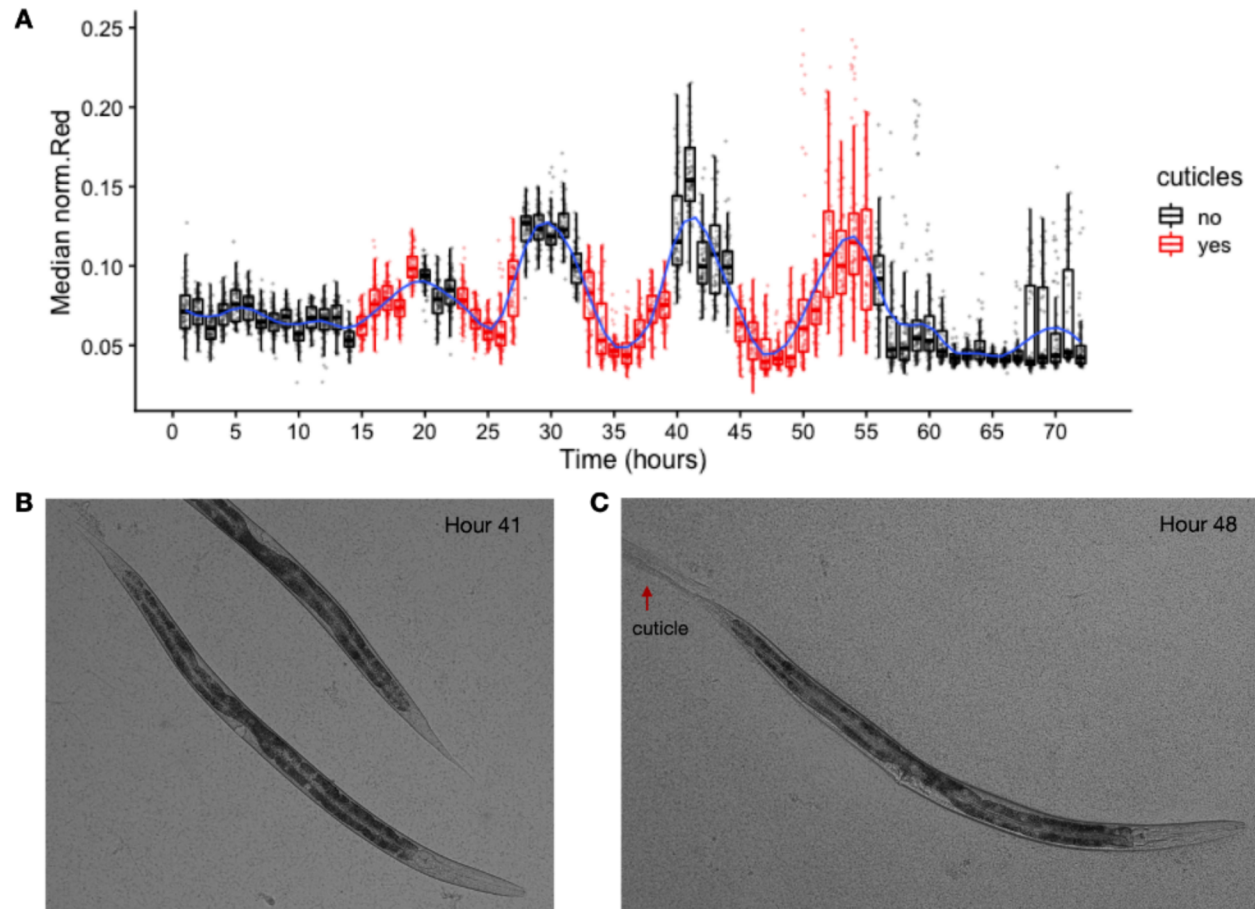 A
Median norm.Red
0.25
0.20
0.15
0.10
0.05
0 5 10 15 20 25 30 35 40 45 50 55 60 65 70
Time (hours)
cuticles
no
yes
B
Hour 41
C
Hour 48
cuticle